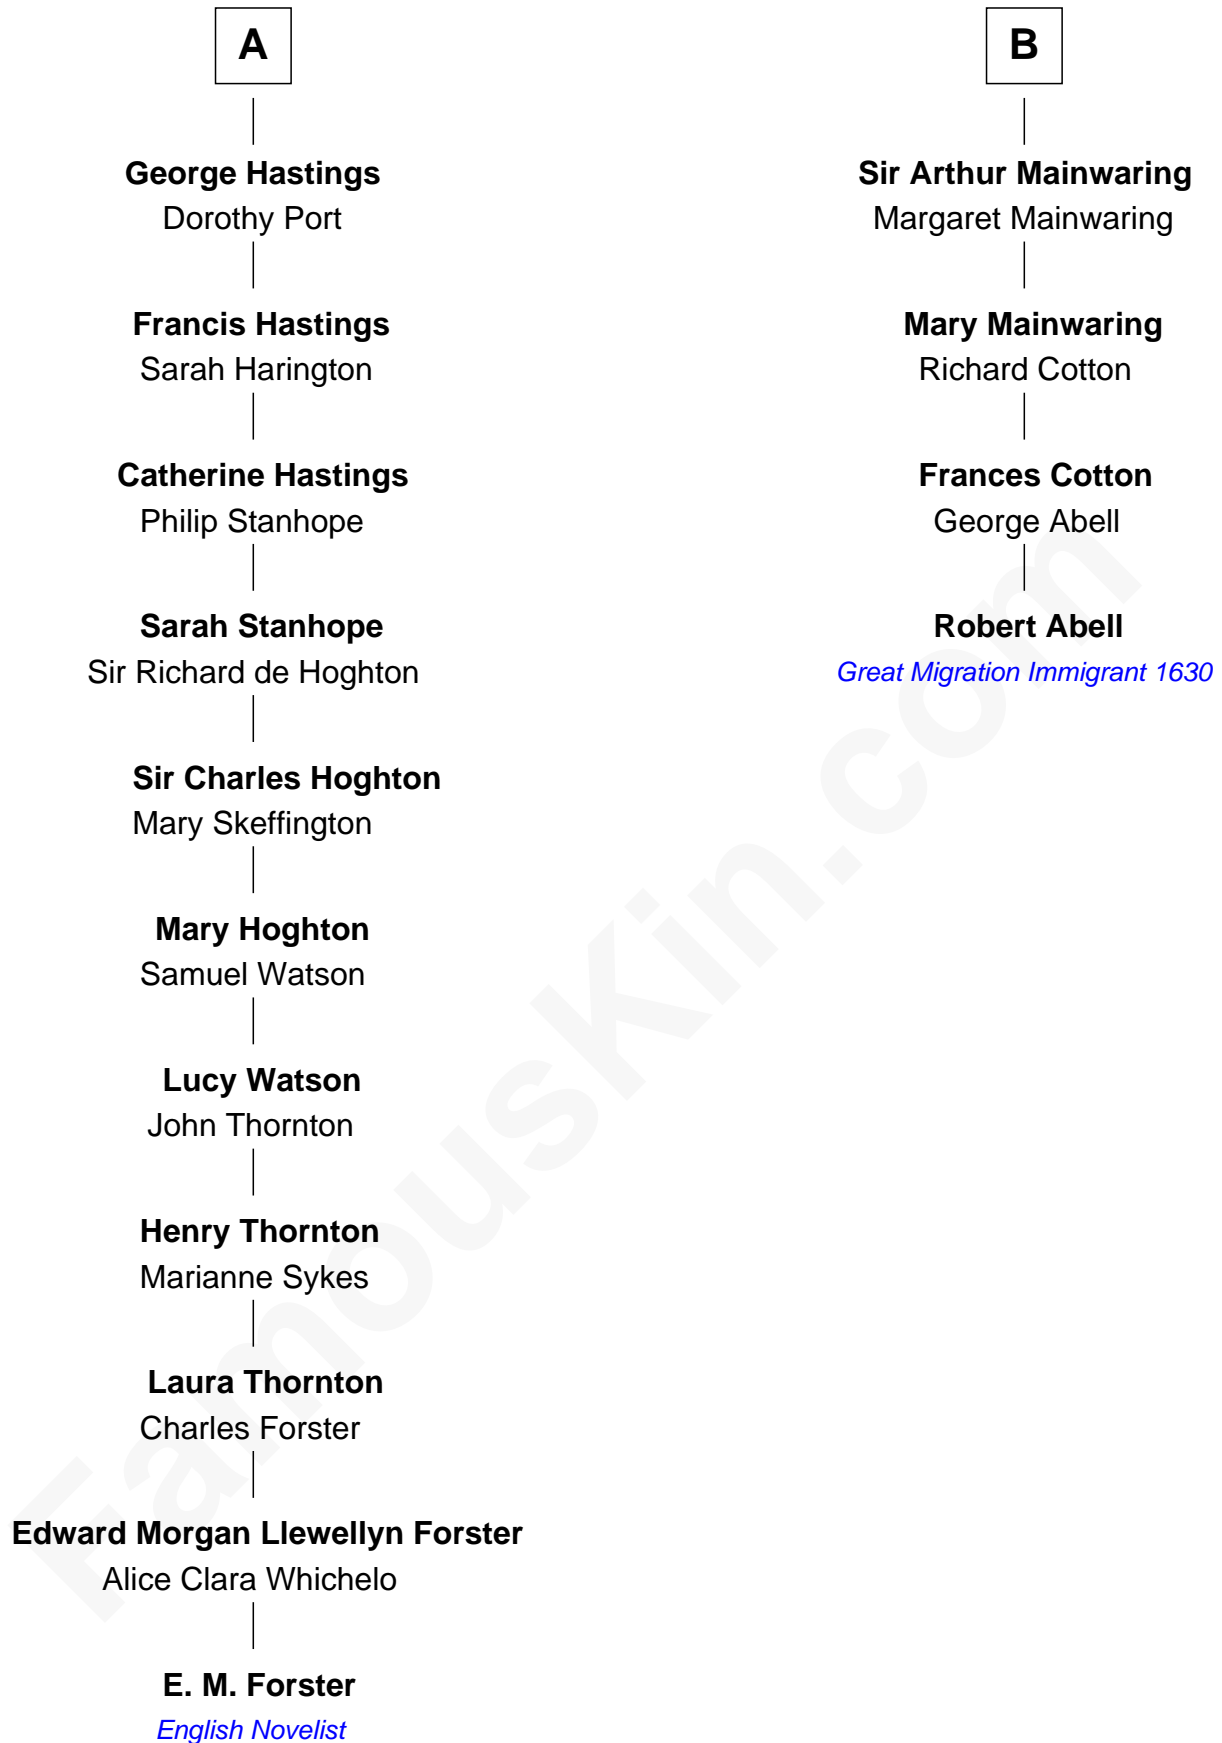 A
George Hastings
Dorothy Port
Francis Hastings
Sarah Harington
Catherine Hastings
Philip Stanhope
Sarah Stanhope
Sir Richard de Hoghton
Sir Charles Hoghton
Mary Skeffington
Mary Hoghton
Samuel Watson
Lucy Watson
John Thornton
Henry Thornton
Marianne Sykes
Laura Thornton
Charles Forster
Edward Morgan Llewellyn Forster
Alice Clara Whichelo
E. M. Forster
English Novelist
B
Sir Arthur Mainwaring
Margaret Mainwaring
Mary Mainwaring
Richard Cotton
Frances Cotton
George Abell
Robert Abell
Great Migration Immigrant 1630
FamousKin.com